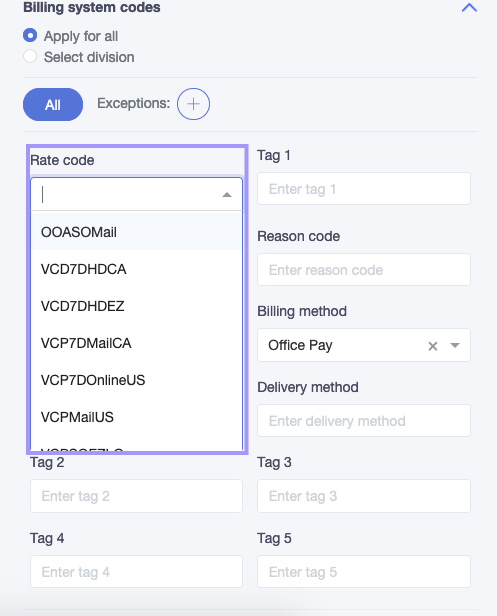 Billing system codes
Apply for all
Select division
All
Exceptions:
Rate code
OOASOMail
VCD7DHDCA
VCD7DHDEZ
VCP7DMailCA
VCP7DOnlineUS
VCPMailUS
Tag 1
Enter tag 1
Reason code
Enter reason code
Billing method
Office Pay
Delivery method
Enter delivery method
Tag 2
Enter tag 2
Tag 3
Enter tag 3
Tag 4
Enter tag 4
Tag 5
Enter tag 5